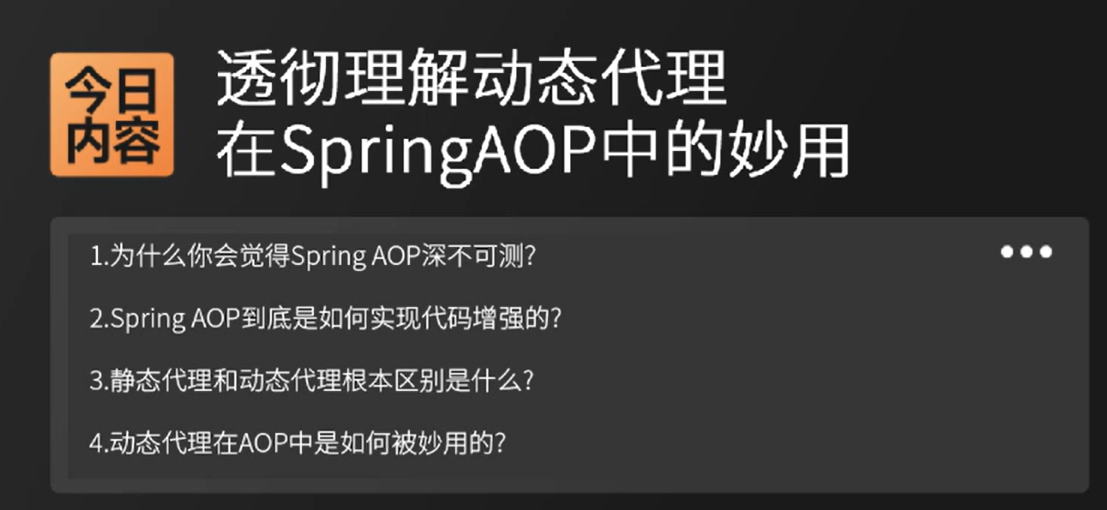 今日
内容
透彻理解动态代理
在SpringAOP中的妙用
1.为什么你会觉得Spring AOP深不可测?
2.Spring AOP到底是如何实现代码增强的?
3.静态代理和动态代理根本区别是什么?
4.动态代理在AOP中是如何被妙用的?